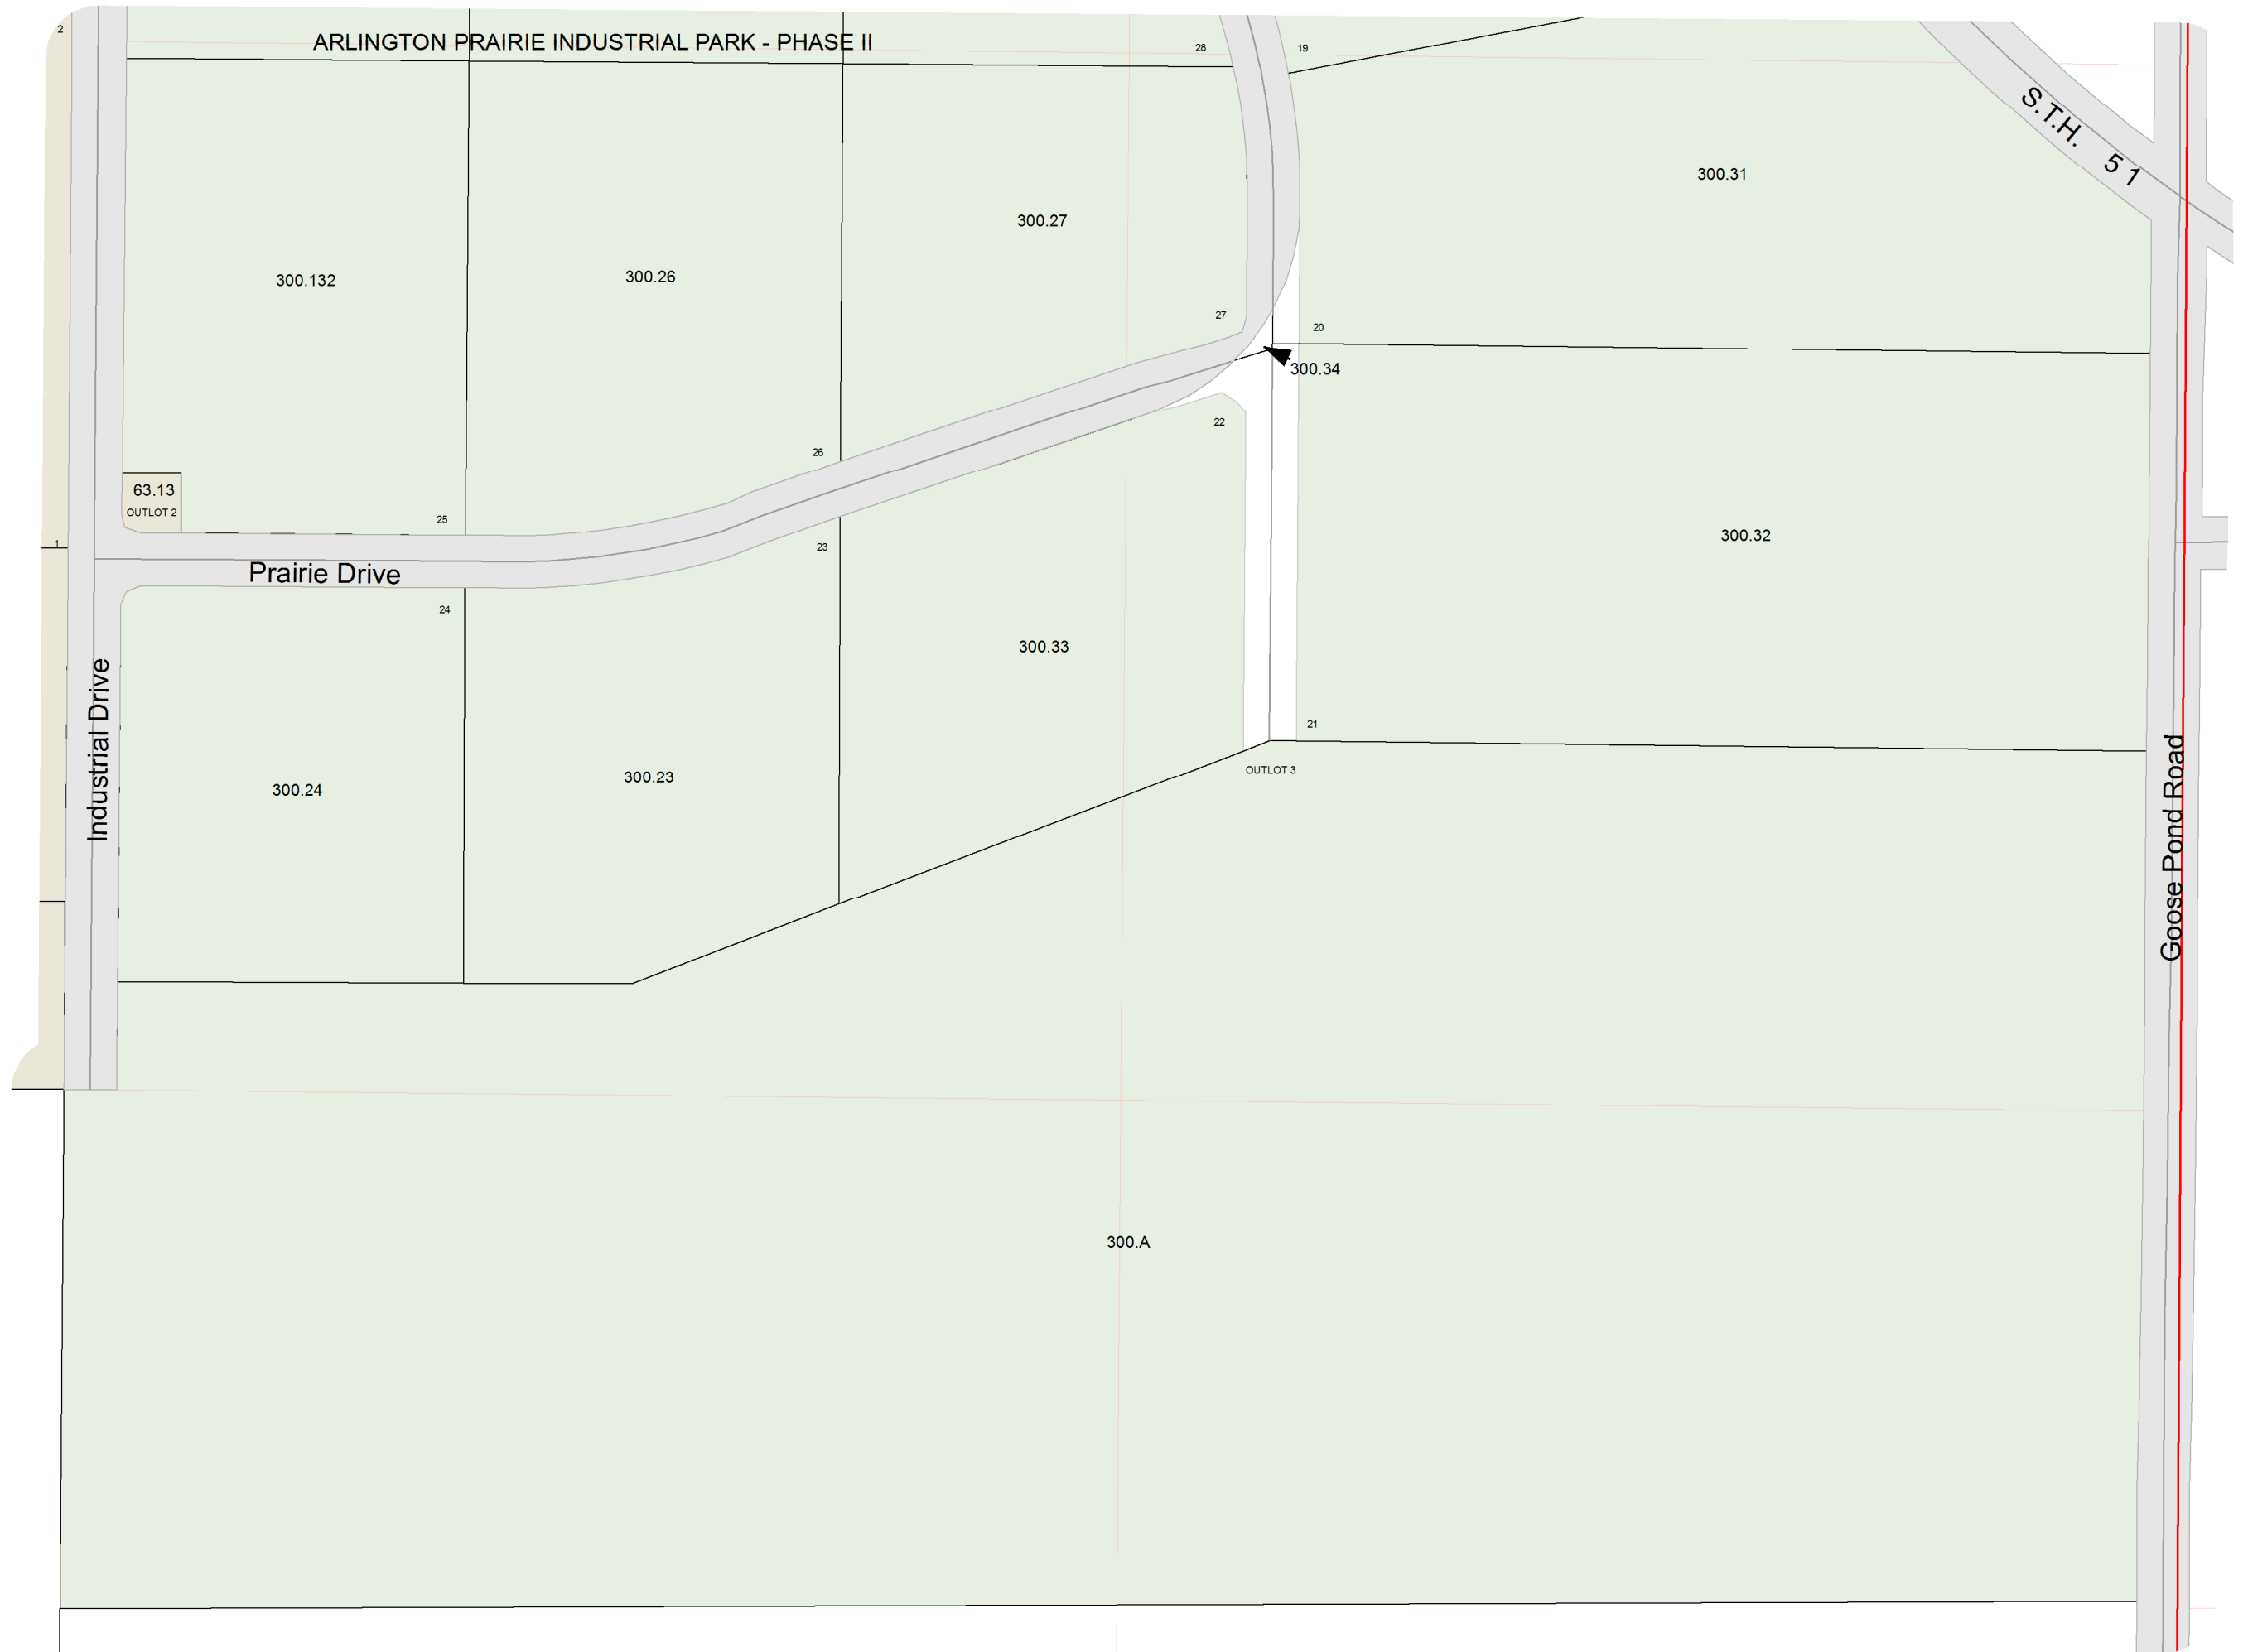 2
ARLINGTON PRAIRIE INDUSTRIAL PARK - PHASE II
28
19
S.T.H. 51
300.31
300.27
300.132
300.26
27
20
300.34
22
26
63.13
OUTLOT 2
25
1
23
300.32
Prairie Drive
24
300.33
Industrial Drive
21
300.24
300.23
OUTLOT 3
Goose Pond Road
300.A